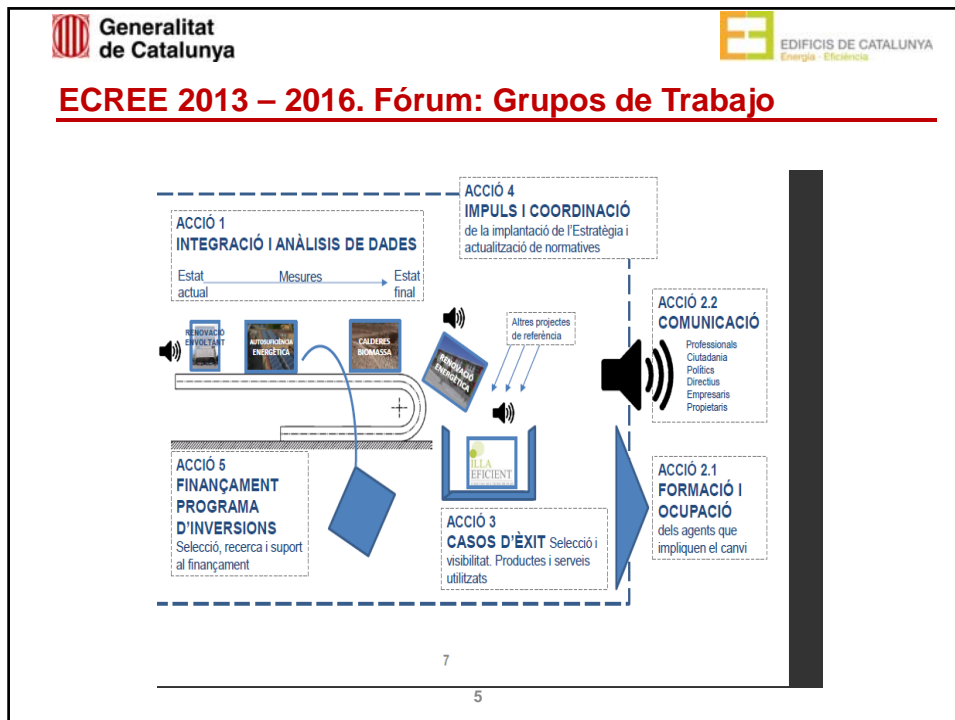 Generalitat
de Catalunya
EDIFICIS DE CATALUNYA
Energia - Eficiència
ECREE 2013 – 2016. Fórum: Grupos de Trabajo
ACCIÓ 4
IMPULS I COORDINACIÓ
de la implantació de l'Estratègia i
actualització de normatives
ACCIÓ 1
INTEGRACIÓ I ANÀLISIS DE DADES
Estat Mesures Estat
actual final
RENOVACIÓ
ENVOLTANT
AUTOSUFICIÈNCIA
ENERGÈTICA
CALDERES
BIOMASSA
RENOVACIÓ
ENERGÈTICA
Altres projectes
de referència
ACCIÓ 2.2
COMUNICACIÓ
Professionals
Ciutadania
Polítics
Directius
Empresaris
Propietaris
ILLA
EFICIENT
ACCIÓ 5
FINANÇAMENT
PROGRAMA
D'INVERSIONS
Selecció, recerca i suport
al finançament
ACCIÓ 3
CASOS D'ÈXIT Selecció i
visibilitat. Productes i serveis
utilitzats
ACCIÓ 2.1
FORMACIÓ I
OCUPACIÓ
dels agents que
impliquen el canvi
7
5